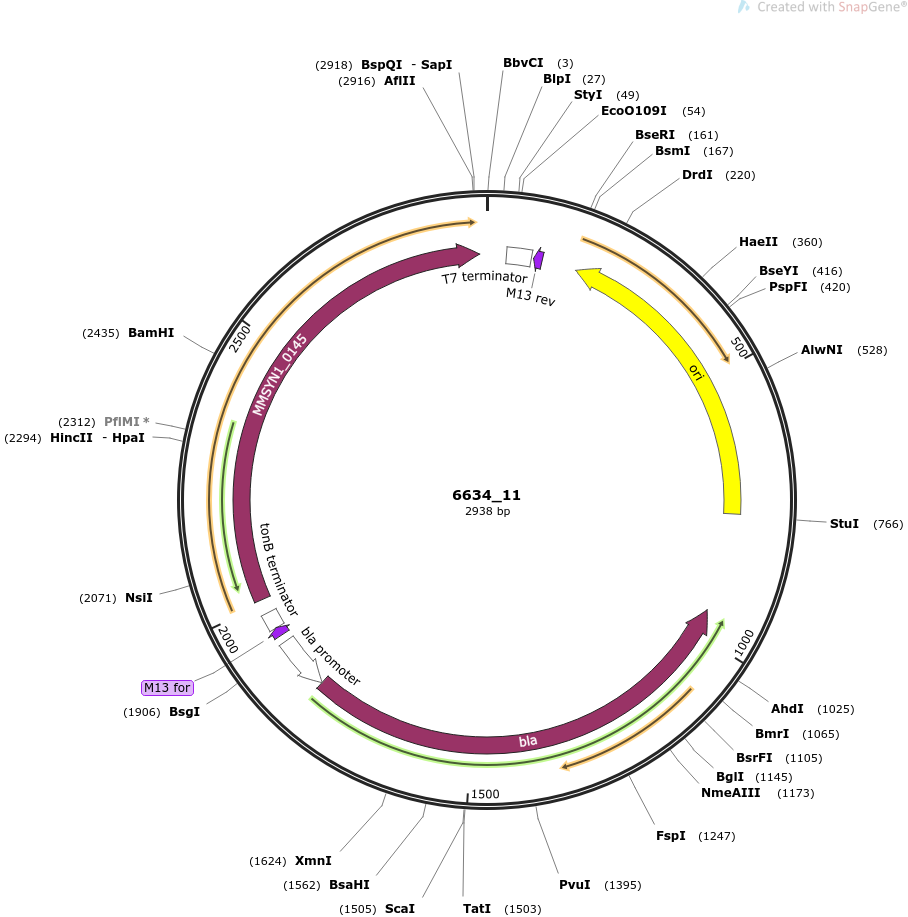 Created with SnapGene®
(2918) BspQI - SapI
(2916) AflII
BbvCI (3)
BlpI (27)
StyI (49)
EcoO109I (54)
BseRI (161)
BsmI (167)
DrdI (220)
HaeII (360)
BseYI (416)
PspFI (420)
AlwNI (528)
StuI (766)
AhdI (1025)
BmrI (1065)
BsrFI (1105)
BglI (1145)
NmeAIII (1173)
FspI (1247)
PvuI (1395)
TatI (1503)
(1505) ScaI
(1562) BsaHI
(1624) XmnI
(1906) BsgI
M13 for
(2071) NsiI
(2294) HincII - HpaI
(2312) PflMI *
(2435) BamHI
T7 terminator
M13 rev
ori
MMSYN1_0145
tonB terminator
bla promoter
bla
500
1000
1500
2000
2500
6634_11
2938 bp